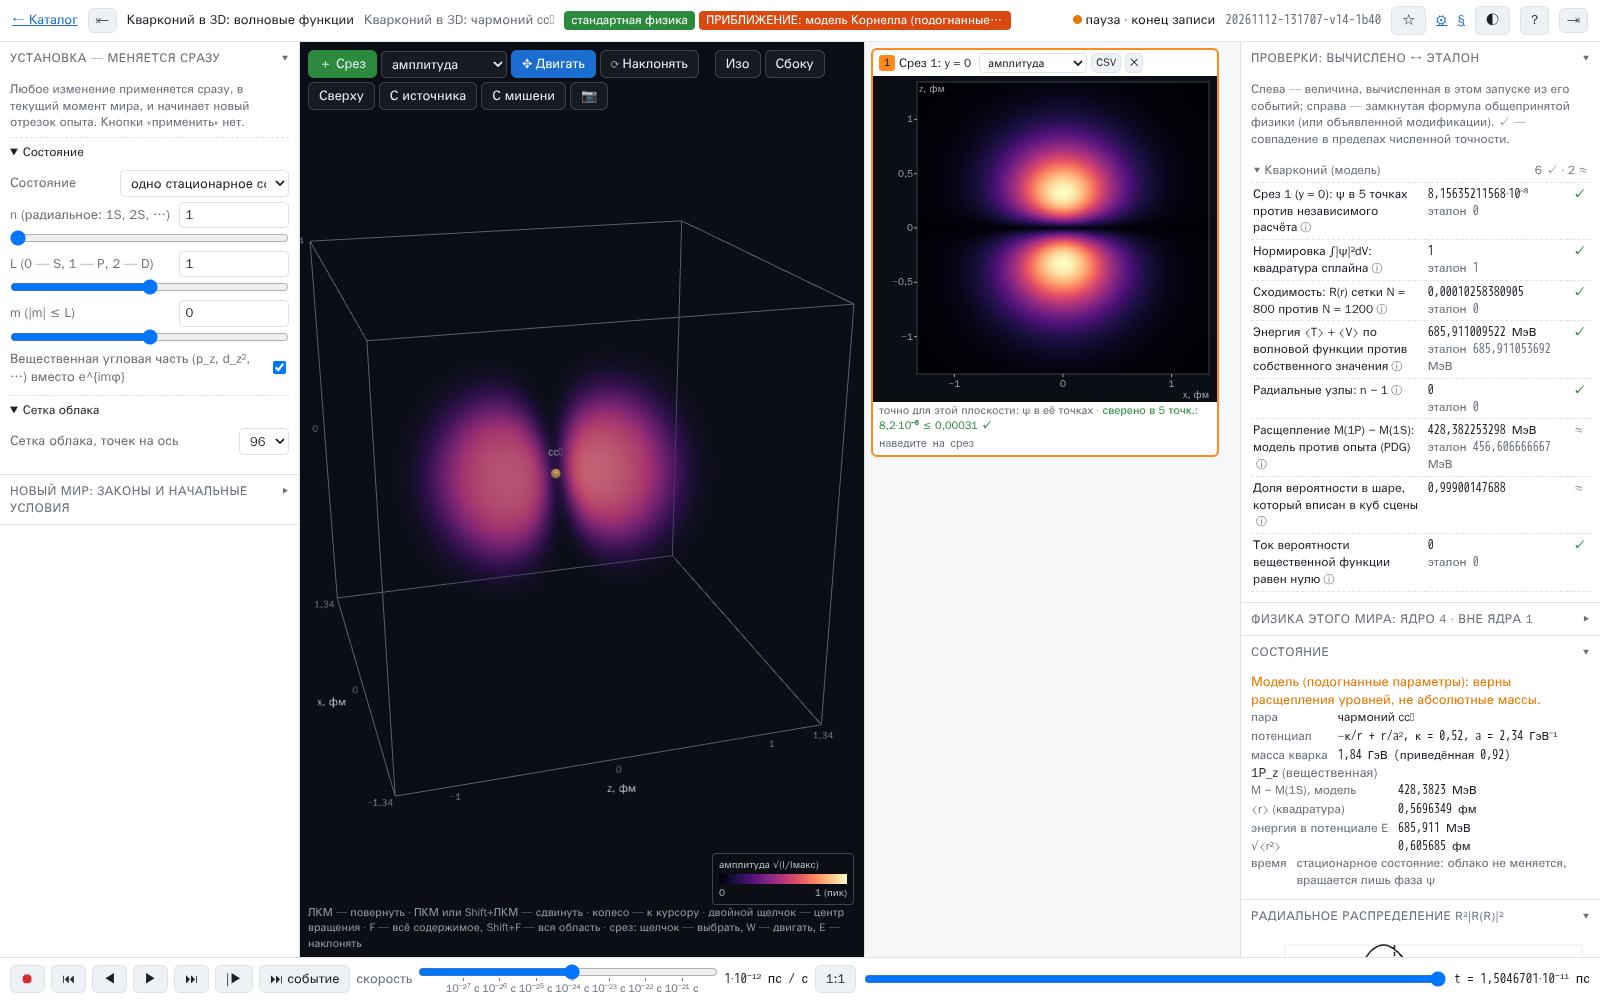 ← Каталог
⇤
Кварконий в 3D: волновые функции
Кварконий в 3D: чармоний cc▯
стандартная физика
ПРИБЛИЖЕНИЕ: модель Корнелла (подогнанные…
пауза · конец записи
20261112-131707-v14-1b40
☆
⚙
§
?
⇥
УСТАНОВКА — МЕНЯЕТСЯ СРАЗУ
Любое изменение применяется сразу, в
текущий момент мира, и начинает новый
отрезок опыта. Кнопки «применить» нет.
▼ Состояние
Состояние
одно стационарное сс
n (радиальное: 1S, 2S, …)
1
L (0 — S, 1 — P, 2 — D)
1
m (|m| ≤ L)
0
Вещественная угловая часть (p_z, d_z²,
…) вместо e^{imφ}
▼ Сетка облака
Сетка облака, точек на ось
96
НОВЫЙ МИР: ЗАКОНЫ И НАЧАЛЬНЫЕ
УСЛОВИЯ
＋ Срез
амплитуда
✥ Двигать
⟳ Наклонять
Изо
Сбоку
Сверху
С источника
С мишени
📷
0
cc▯
1,34
0
x, фм
−1,34
−1
0
z, фм
1
1,34
амплитуда √(I/Iмакс)
0
1 (пик)
ЛКМ — повернуть · ПКМ или Shift+ЛКМ — сдвинуть · колесо — к курсору · двойной щелчок — центр
вращения · F — всё содержимое, Shift+F — вся область · срез: щелчок — выбрать, W — двигать, E —
наклонять
1
Срез 1: y = 0
амплитуда
CSV
✕
z, фм
1
0,5
0
−0,5
−1
−1
0
1
x, фм
точно для этой плоскости: ψ в её точках · сверено в 5 точк.:
8,2·10⁻⁸ ≤ 0,00031 ✓
наведите на срез
ПРОВЕРКИ: ВЫЧИСЛЕНО ↔ ЭТАЛОН
Слева — величина, вычисленная в этом запуске из его
событий; справа — замкнутая формула общепринятой
физики (или объявленной модификации). ✓ —
совпадение в пределах численной точности.
▾ Кварконий (модель)
6 ✓ · 2 ≈
Срез 1 (y = 0): ψ в 5 точках
против независимого
расчёта ⓘ
8,15635211568·10⁻⁸
эталон 0
✓
Нормировка ∫|ψ|²dV:
квадратура сплайна ⓘ
1
эталон 1
✓
Сходимость: R(r) сетки N =
800 против N = 1200 ⓘ
0,00010258380905
эталон 0
✓
Энергия ⟨T⟩ + ⟨V⟩ по
волновой функции против
собственного значения ⓘ
685,911009522 МэВ
эталон 685,911053692
МэВ
✓
Радиальные узлы: n − 1 ⓘ
0
эталон 0
✓
Расщепление M(1P) − M(1S):
модель против опыта (PDG)
ⓘ
428,382253298 МэВ
эталон 456,606666667
МэВ
≈
Доля вероятности в шаре,
который вписан в куб сцены
ⓘ
0,99900147688
≈
Ток вероятности
вещественной функции
равен нулю ⓘ
0
эталон 0
✓
ФИЗИКА ЭТОГО МИРА: ЯДРО 4 · ВНЕ ЯДРА 1
СОСТОЯНИЕ
Модель (подогнанные параметры): верны
расщепления уровней, не абсолютные массы.
пара
чармоний cc▯
потенциал
−κ/r + r/a², κ = 0,52, a = 2,34 ГэВ⁻¹
масса кварка
1,84 ГэВ (приведённая 0,92)
1P_z (вещественная)
M − M(1S), модель
428,3823 МэВ
⟨r⟩ (квадратура)
0,5696349 фм
энергия в потенциале E
685,911 МэВ
√⟨r²⟩
0,605685 фм
время
стационарное состояние: облако не меняется,
вращается лишь фаза ψ
РАДИАЛЬНОЕ РАСПРЕДЕЛЕНИЕ R²|R(R)|²
⏭ событие
скорость
10⁻²⁷ с 10⁻²⁶ с 10⁻²⁵ с 10⁻²⁴ с 10⁻²³ с 10⁻²² с 10⁻²¹ с
1·10⁻¹² пс / с
1:1
t = 1,5046701·10⁻¹¹ пс